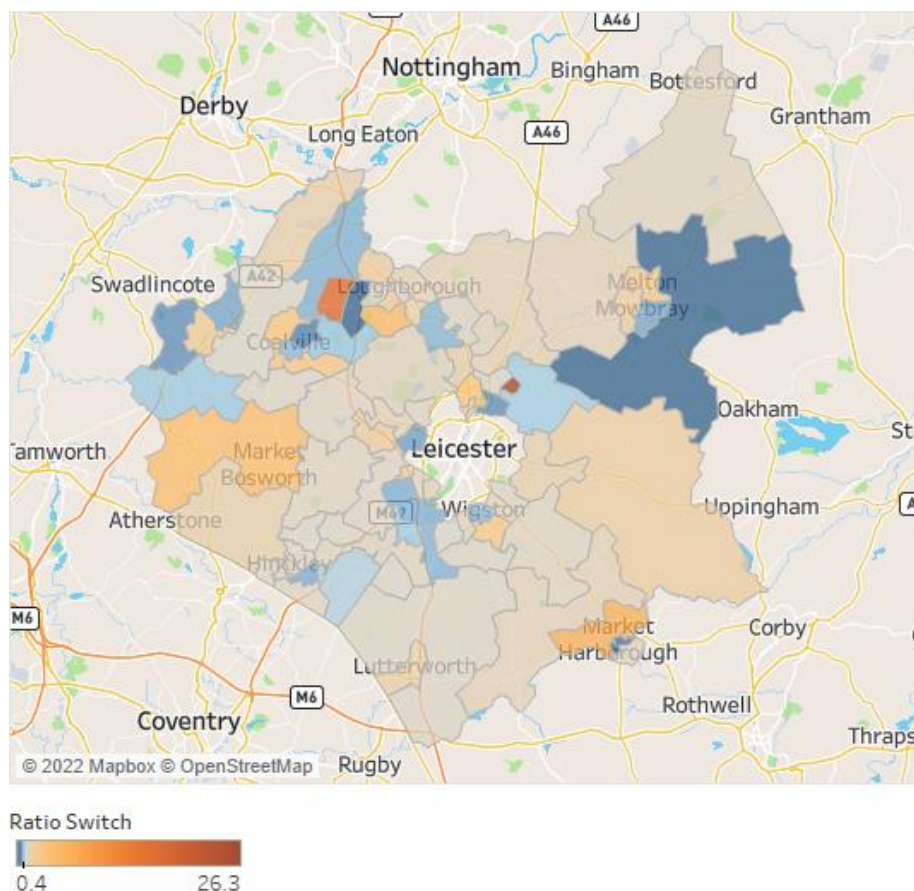 A46
Nottingham
Bingham
Bottesford
Derby
Grantham
Long Eaton
A46
Swadlincote
A42
Loughborough
Melton
Mowbray
Coalville
Oakham
Leicester
Market
Bosworth
Tamworth
Uppingham
Atherstone
Wigston
Hinckley
M6
Market
Harborough
Corby
Lutterworth
M6
Rothwell
Coventry
Thraps
Rugby
© 2022 Mapbox © OpenStreetMap
Ratio Switch
0.4
26.3